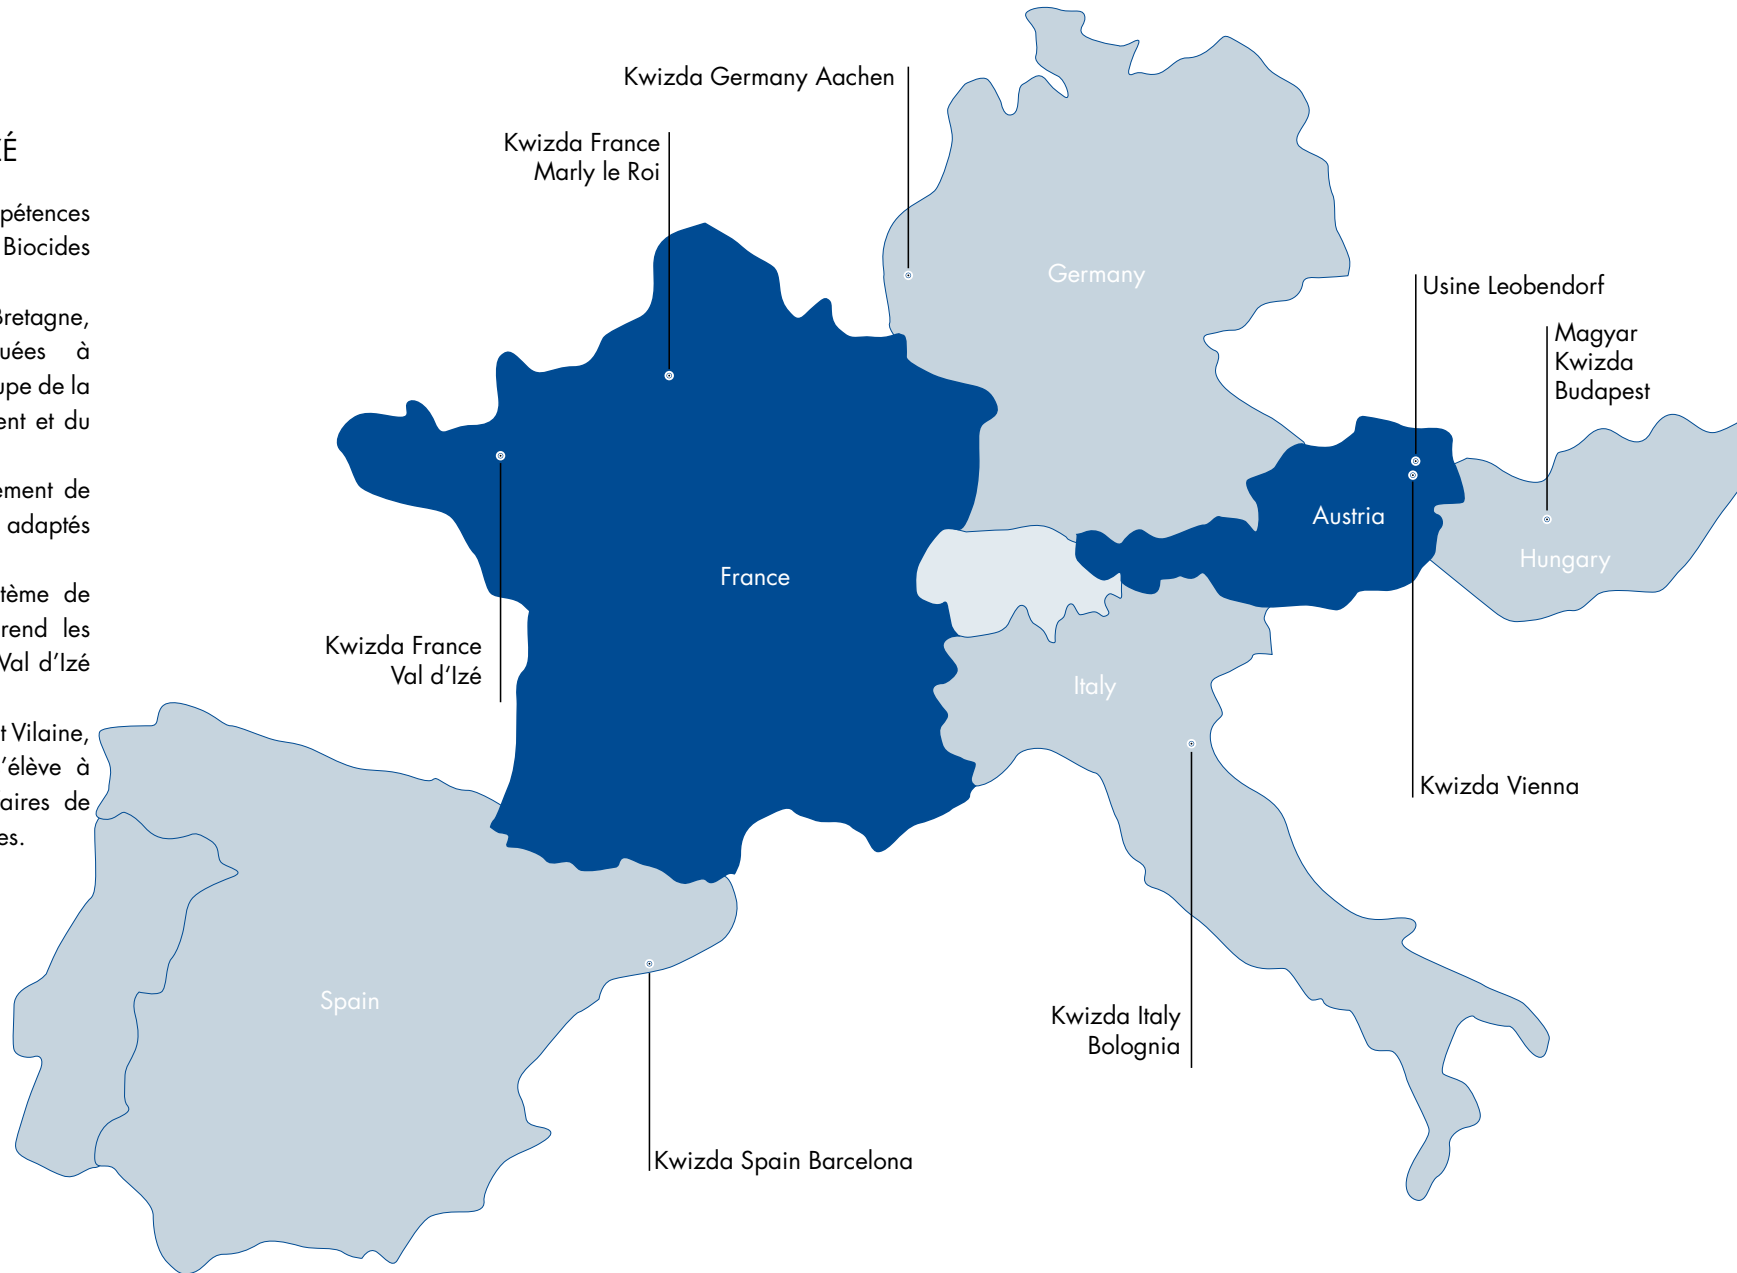 ZÉ
pétences
Biocides
Bretagne,
uées à
upe de la
ent et du
ement de
adaptés
tème de
rend les
Val d'Izé
t Vilaine,
'élève à
aires de
es.
Kwizda Germany Aachen
Kwizda France
Marly le Roi
Germany
Usine Leobendorf
Magyar
Kwizda
Budapest
Austria
Hungary
France
Kwizda France
Val d'Izé
Italy
Kwizda Vienna
Spain
Kwizda Italy
Bolognia
Kwizda Spain Barcelona